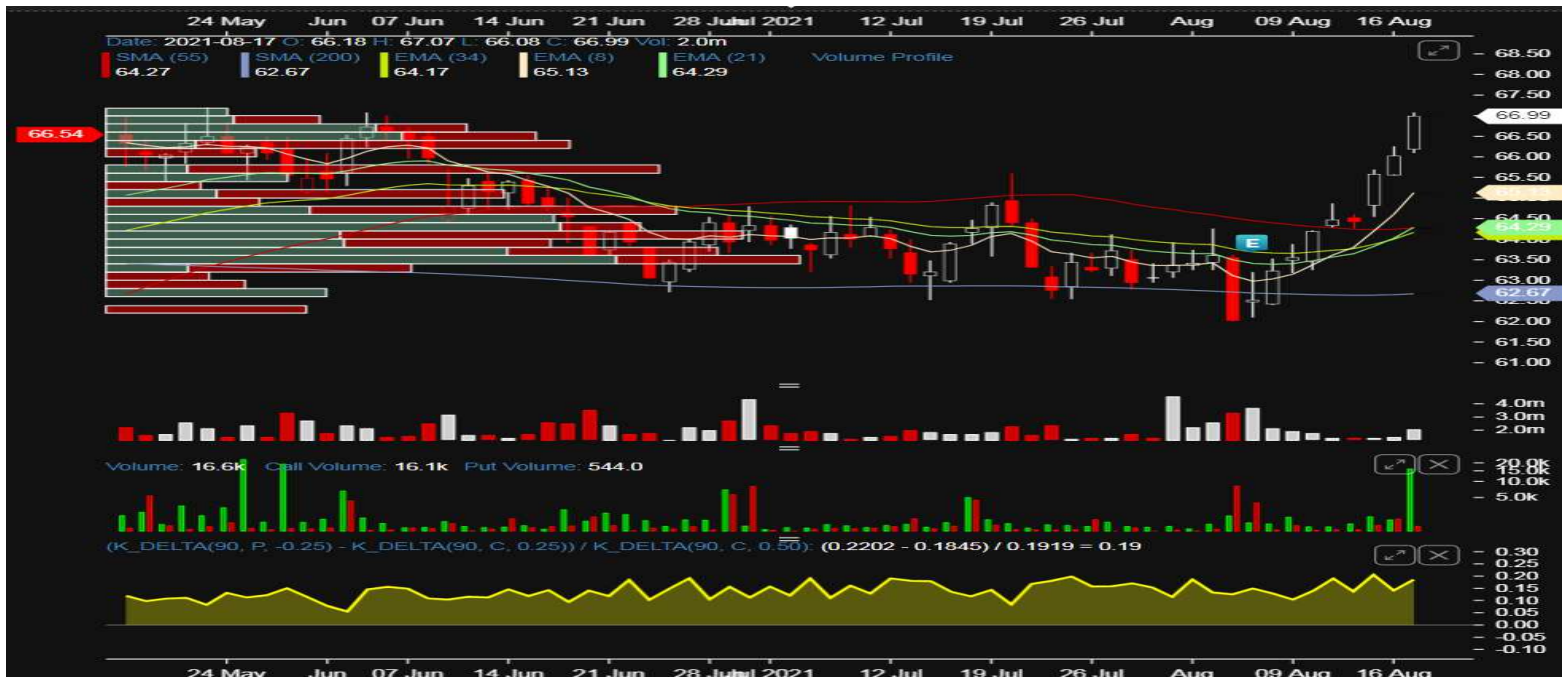 24 May Jun 07 Jun 14 Jun 21 Jun 28 Jun 2021 12 Jul 19 Jul 26 Jul Aug 09 Aug 16 Aug
Date: 2021-08-17 O: 66.18 H: 67.07 L: 66.08 C: 66.99 Vol: 2.0m
SMA (55) SMA (200) EMA (34) EMA (8) EMA (21) Volume Profile
64.27 62.67 64.17 65.13 64.29
68.50
68.00
67.50
66.99
66.54
66.50
66.00
65.50
64.50
64.29
64.00
63.50
63.00
62.67
62.50
62.00
61.50
61.00
E
4.0m
3.0m
2.0m
Volume: 16.6k Call Volume: 16.1k Put Volume: 544.0
20.0k
15.0k
10.0k
5.0k
(K_DELTA(90, P, -0.25) - K_DELTA(90, C, 0.25)) / K_DELTA(90, C, 0.50): (0.2202 - 0.1845) / 0.1919 = 0.19
0.30
0.25
0.20
0.15
0.10
0.05
0.00
-0.05
-0.10
24 May Jun 07 Jun 14 Jun 21 Jun 28 Jun 2021 12 Jul 19 Jul 26 Jul Aug 09 Aug 16 Aug